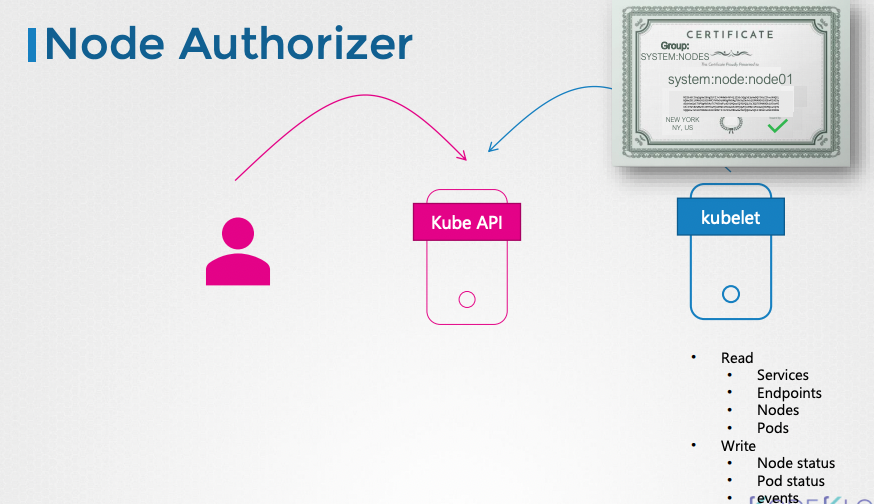 Node Authorizer
CERTIFICATE
Group:
SYSTEM:NODES
This Certificate Proudly Presented to
system:node:node01
NEW YORK
NY, US
Kube API
kubelet
• Read
• Services
• Endpoints
• Nodes
• Pods
• Write
• Node status
• Pod status
• events